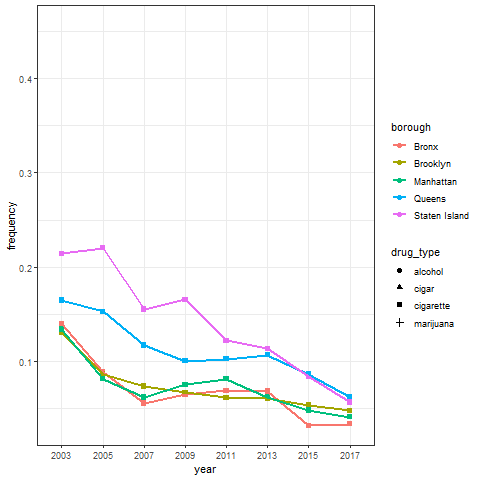 0.4
0.3
0.2
0.1
frequency
2003 2005 2007 2009 2011 2013 2015 2017
year
borough
Bronx
Brooklyn
Manhattan
Queens
Staten Island
drug_type
alcohol
cigar
cigarette
marijuana